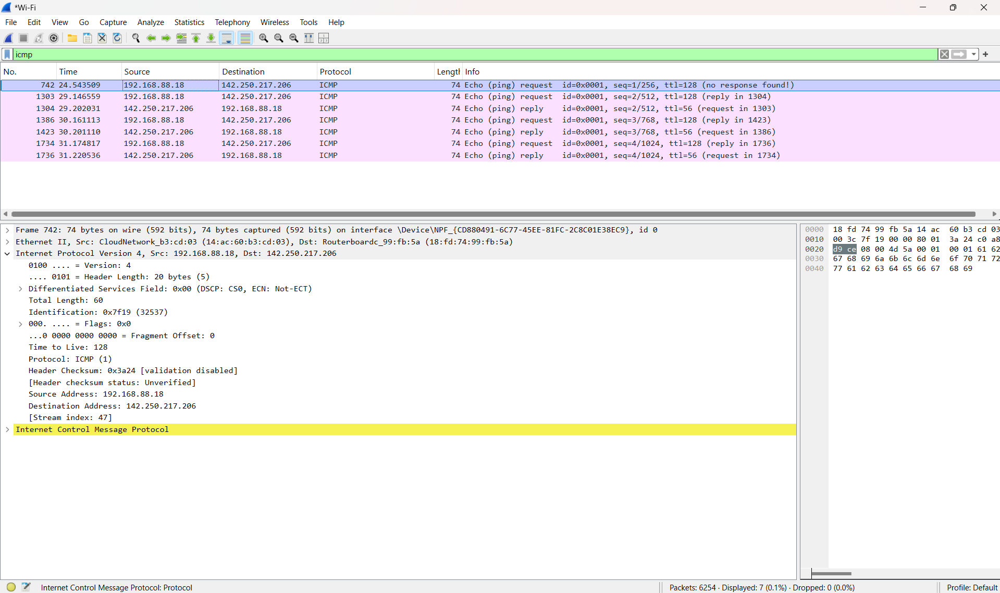 *Wi-Fi
File Edit View Go Capture Analyze Statistics Telephony Wireless Tools Help
icmp
No. Time Source Destination Protocol Length Info
742 24.543509 192.168.88.18 142.250.217.206 ICMP 74 Echo (ping) request id=0x0001, seq=1/256, ttl=128 (no response found!)
1303 29.146559 192.168.88.18 142.250.217.206 ICMP 74 Echo (ping) request id=0x0001, seq=2/512, ttl=128 (reply in 1304)
1304 29.202031 142.250.217.206 192.168.88.18 ICMP 74 Echo (ping) reply id=0x0001, seq=2/512, ttl=56 (request in 1303)
1386 30.161113 192.168.88.18 142.250.217.206 ICMP 74 Echo (ping) request id=0x0001, seq=3/768, ttl=128 (reply in 1423)
1423 30.201110 142.250.217.206 192.168.88.18 ICMP 74 Echo (ping) reply id=0x0001, seq=3/768, ttl=56 (request in 1386)
1734 31.174817 192.168.88.18 142.250.217.206 ICMP 74 Echo (ping) request id=0x0001, seq=4/1024, ttl=128 (reply in 1736)
1736 31.220536 142.250.217.206 192.168.88.18 ICMP 74 Echo (ping) reply id=0x0001, seq=4/1024, ttl=56 (request in 1734)
Frame 742: 74 bytes on wire (592 bits), 74 bytes captured (592 bits) on interface \Device\NPF_{CD880491-6C77-45EE-81FC-2C8C01E38EC9}, id 0
Ethernet II, Src: CloudNetwork_b3:cd:03 (14:ac:60:b3:cd:03), Dst: Routerboardc_99:fb:5a (18:fd:74:99:fb:5a)
Internet Protocol Version 4, Src: 192.168.88.18, Dst: 142.250.217.206
0100 .... = Version: 4
.... 0101 = Header Length: 20 bytes (5)
Differentiated Services Field: 0x00 (DSCP: CS0, ECN: Not-ECT)
Total Length: 60
Identification: 0x7f19 (32537)
000. .... = Flags: 0x0
...0 0000 0000 0000 = Fragment Offset: 0
Time to Live: 128
Protocol: ICMP (1)
Header Checksum: 0x3a24 [validation disabled]
[Header checksum status: Unverified]
Source Address: 192.168.88.18
Destination Address: 142.250.217.206
[Stream index: 47]
Internet Control Message Protocol
0000 18 fd 74 99 fb 5a 14 ac 60 b3 cd 03
0010 00 3c 7f 19 00 00 80 01 3a 24 c0 a8
0020 d9 ce 08 00 4d 5a 00 01 00 01 61 62
0030 67 68 69 6a 6b 6c 6d 6e 6f 70 71 72
0040 77 61 62 63 64 65 66 67 68 69
Internet Control Message Protocol: Protocol
Packets: 6254 · Displayed: 7 (0.1%) · Dropped: 0 (0.0%)
Profile: Default